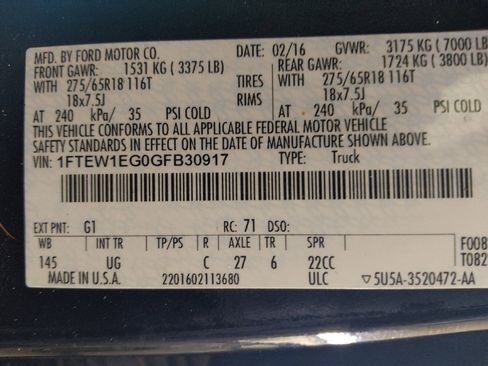 MFD. BY FORD MOTOR CO.
DATE: 02/16 GVWR: 3175 KG (7000 LB)
FRONT GAWR: 1531 KG (3375 LB) REAR GAWR: 1724 KG (3800 LB)
WITH 275/65R18 116T TIRES WITH 275/65R18 116T
18x7.5J RIMS 18x7.5J
AT 240 kPa/ 35 PSI COLD AT 240 kPa/ 35 PSI COLD
THIS VEHICLE CONFORMS TO ALL APPLICABLE FEDERAL MOTOR VEHICLE
SAFETY STANDARDS IN EFFECT ON THE DATE OF MANUFACTURE SHOWN ABOVE.
VIN: 1FTEW1EG0GFB30917 TYPE: Truck
EXT PNT: G1 RC: 71 DSO:
WB INT TR TP/PS R AXLE TR SPR F008
145 UG C 27 6 22CC T082
MADE IN U.S.A. 2201602113680 ULC ▽5U5A-3520472-AA